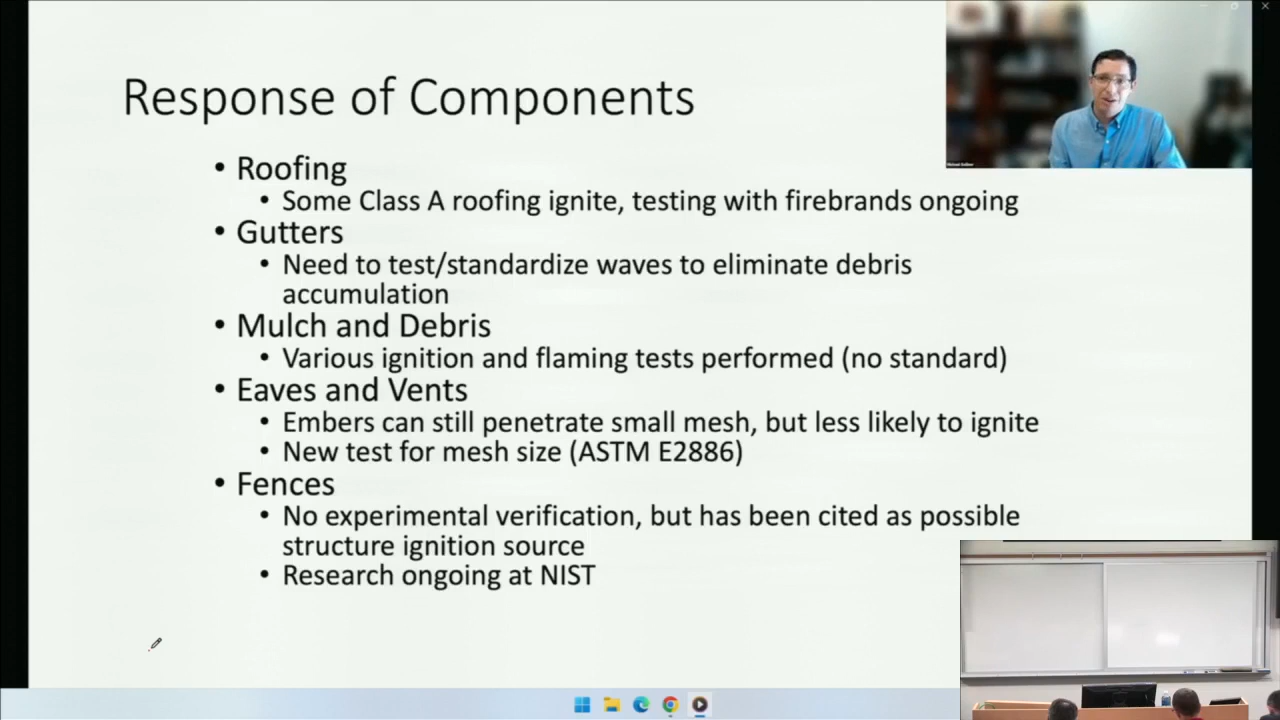 Response of Components
• Roofing
• Some Class A roofing ignite, testing with firebrands ongoing
• Gutters
• Need to test/standardize waves to eliminate debris
accumulation
• Mulch and Debris
• Various ignition and flaming tests performed (no standard)
• Eaves and Vents
• Embers can still penetrate small mesh, but less likely to ignite
• New test for mesh size (ASTM E2886)
• Fences
• No experimental verification, but has been cited as possible
structure ignition source
• Research ongoing at NIST